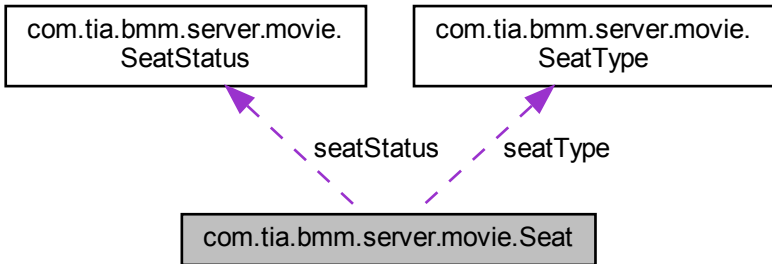 com.tia.bmm.server.movie.
SeatStatus
com.tia.bmm.server.movie.
SeatType
seatStatus
seatType
com.tia.bmm.server.movie.Seat